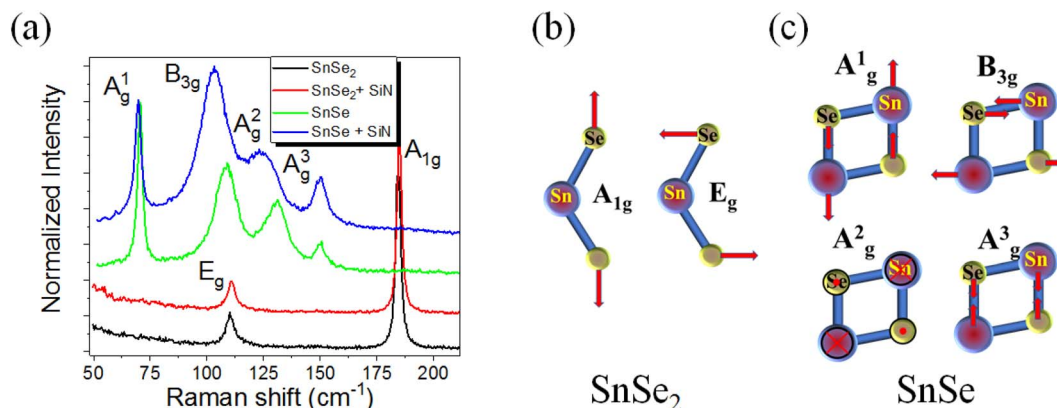 (a)
Normalized Intensity
A¹g
B3g
A²g
A³g
A1g
Eg
SnSe₂
SnSe₂+ SiN
SnSe
SnSe + SiN
50 75 100 125 150 175 200
Raman shift (cm⁻¹)
(b)
Se
Sn
A1g
Se
Sn
Eg
SnSe₂
(c)
A¹g
Se
Sn
B3g
Se
Sn
A²g
Se
Sn
A³g
Se
Sn
SnSe